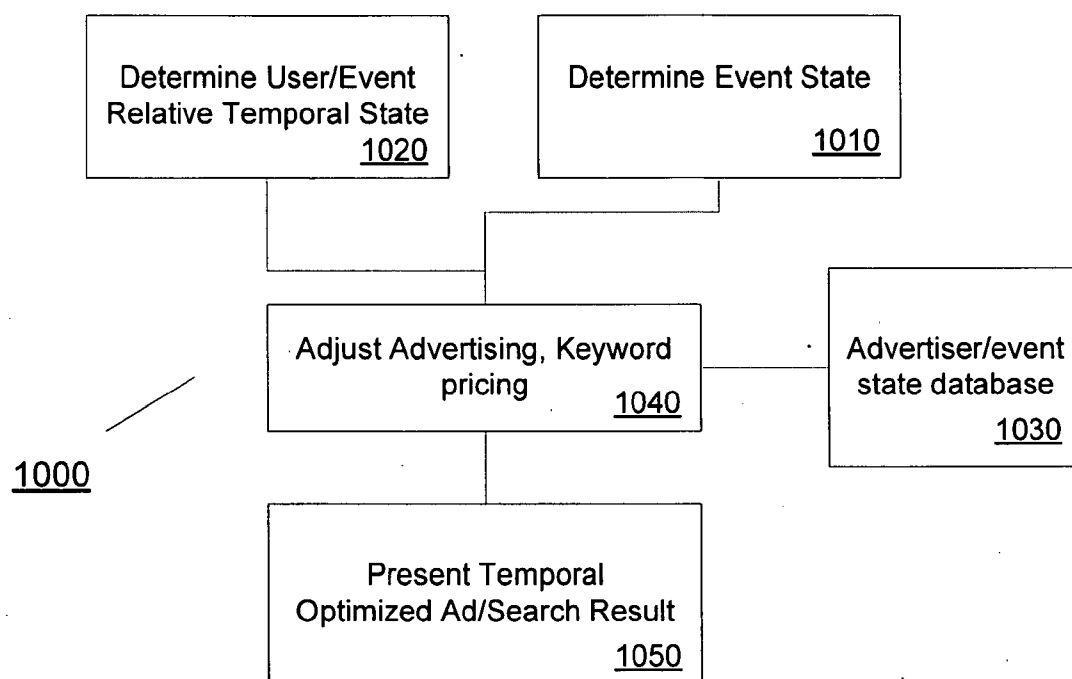 Determine User/Event
Relative Temporal State
1020
Determine Event State
1010
Adjust Advertising, Keyword
pricing
1040
Advertiser/event
state database
1030
1000
Present Temporal
Optimized Ad/Search Result
1050